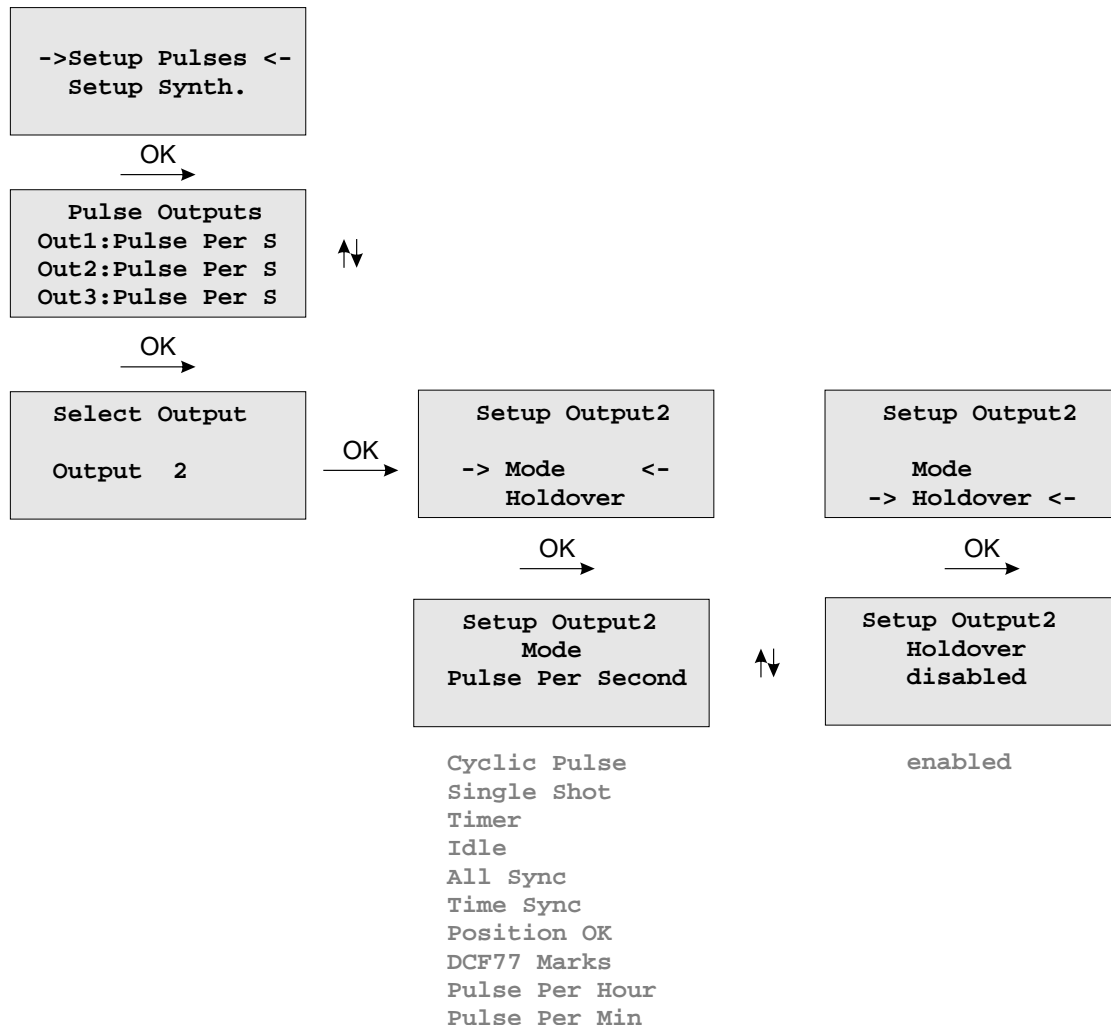 ->Setup Pulses <-
Setup Synth.
OK
Pulse Outputs
Out1:Pulse Per S
Out2:Pulse Per S
Out3:Pulse Per S
OK
Select Output
Output 2
OK
Setup Output2
-> Mode <-
Holdover
OK
Setup Output2
Mode
Pulse Per Second
Cyclic Pulse
Single Shot
Timer
Idle
All Sync
Time Sync
Position OK
DCF77 Marks
Pulse Per Hour
Pulse Per Min
Setup Output2
Mode
-> Holdover <-
OK
Setup Output2
Holdover
disabled
enabled